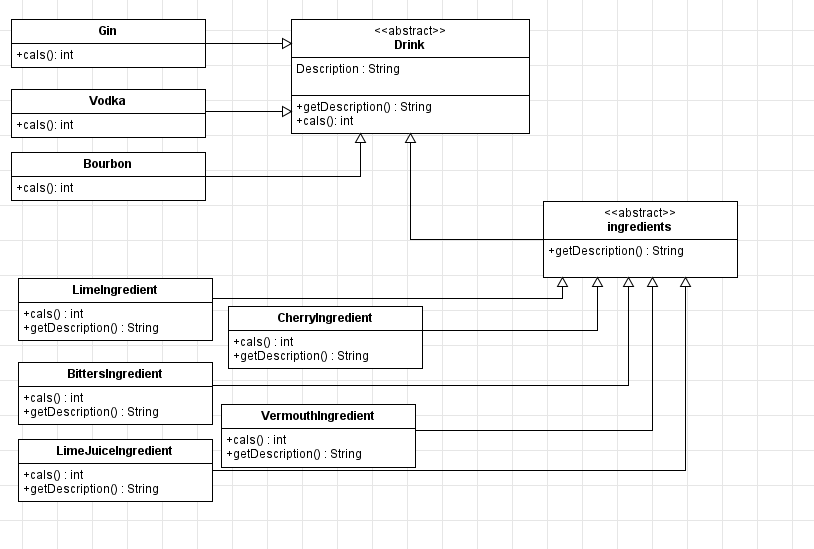 Gin
+cals(): int
<<abstract>>
Drink
Description : String
+getDescription() : String
+cals(): int
Vodka
+cals(): int
Bourbon
+cals(): int
<<abstract>>
ingredients
+getDescription() : String
LimeIngredient
+cals() : int
+getDescription() : String
CherryIngredient
+cals() : int
+getDescription() : String
BittersIngredient
+cals() : int
+getDescription() : String
VermouthIngredient
+cals() : int
+getDescription() : String
LimeJuiceIngredient
+cals() : int
+getDescription() : String